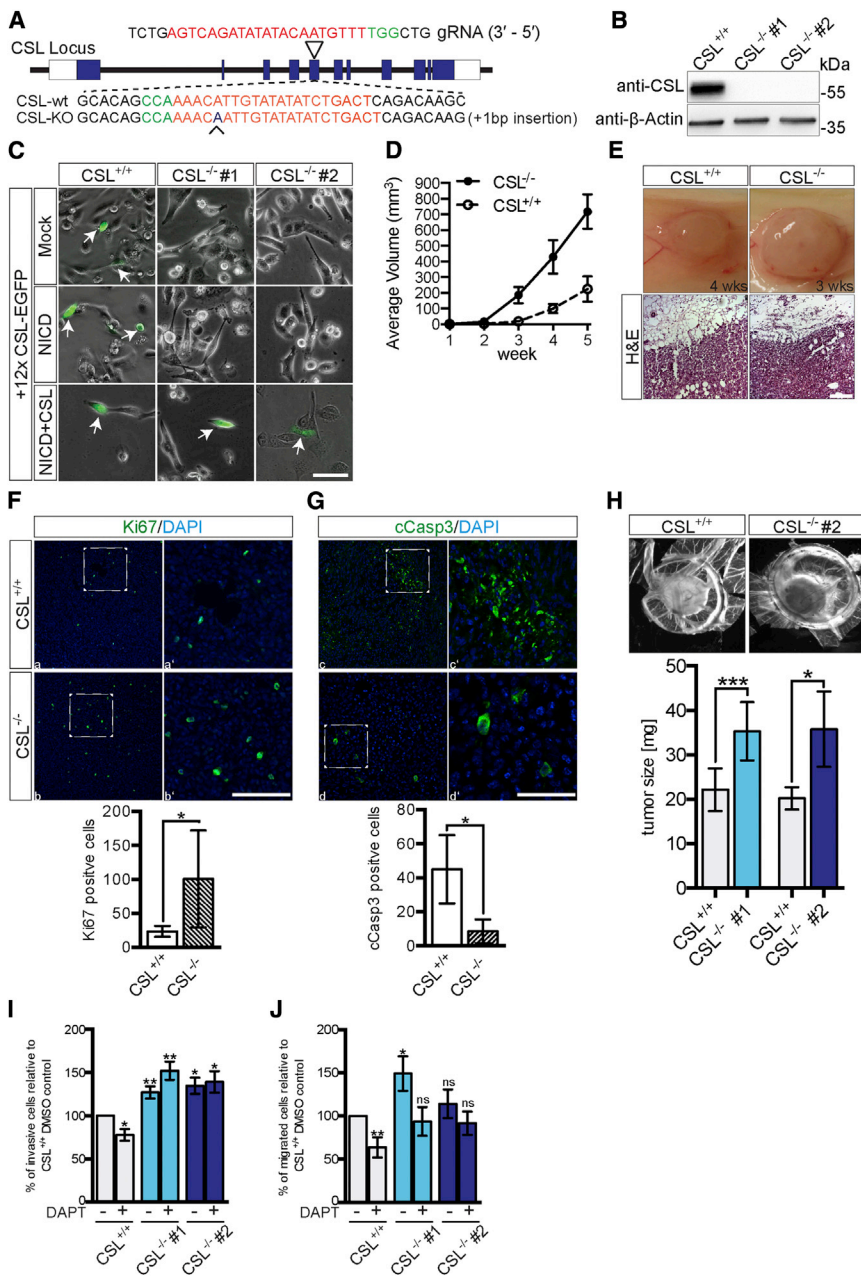 A
TCTGAGTCAGATATATACAATGTTTTGGCTG gRNA (3′ - 5′)
CSL Locus
CSL-wt GCACAGCCAAAACATTGTATATATCTGACTCAGACAAGC
CSL-KO GCACAGCCAAAACAATTGTATATATCTGACTCAGACAAG (+1bp insertion)
B
CSL+/+ CSL-/- #1 CSL-/- #2
kDa
anti-CSL
-55
anti-β-Actin
-35
C
CSL+/+ CSL-/- #1 CSL-/- #2
+12x CSL-EGFP
Mock
NICD
NICD+CSL
D
Average Volume (mm³)
900
800
700
600
500
400
300
200
100
0
CSL-/-
CSL+/+
1 2 3 4 5
week
E
CSL+/+ CSL-/-
4 wks 3 wks
H&E
F
Ki67/DAPI
CSL+/+
a a'
CSL-/-
b b'
Ki67 positve cells
200
150
100
50
0
*
CSL+/+ CSL-/-
G
cCasp3/DAPI
c c'
d d'
cCasp3 positve cells
80
60
40
20
0
*
CSL+/+ CSL-/-
H
CSL+/+ CSL-/- #2
tumor size [mg]
50
40
30
20
10
0
*** *
CSL+/+ CSL-/- #1 CSL+/+ CSL-/- #2
I
% of invasive cells relative to
CSL+/+ DMSO control
200
150
100
50
0
* ** ** * *
DAPT - + - + - +
CSL+/+ CSL-/- #1 CSL-/- #2
J
% of migrated cells relative to
CSL+/+ DMSO control
200
150
100
50
0
** * ns ns ns
DAPT - + - + - +
CSL+/+ CSL-/- #1 CSL-/- #2